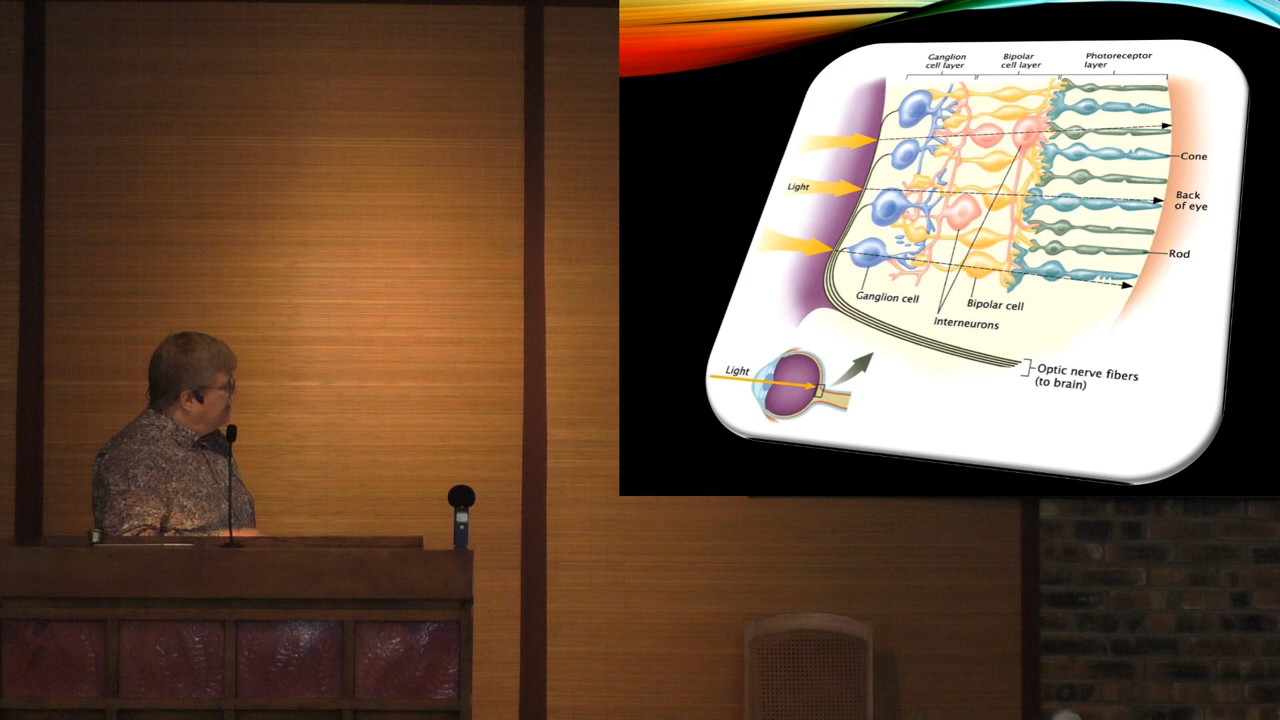 Ganglion
cell layer
Bipolar
cell layer
Photoreceptor
layer
Cone
Light
Back
of eye
Rod
Ganglion cell
Bipolar cell
Interneurons
Light
Optic nerve fibers
(to brain)